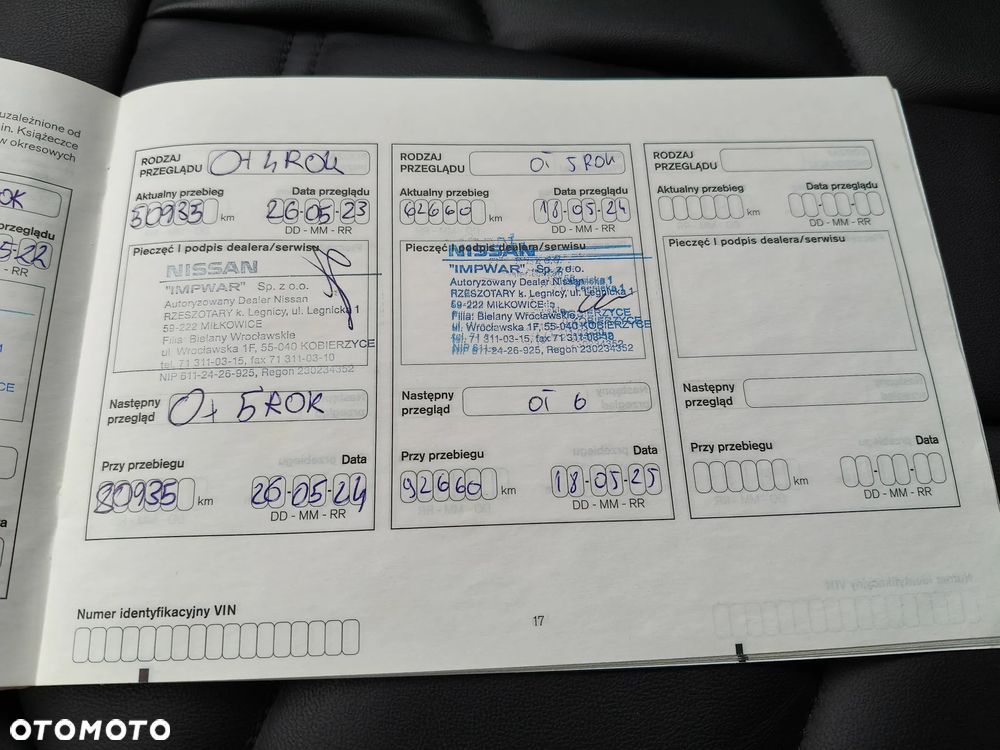 uzależnione od
in. Książeczce
w okresowych
OK
rzeglądu
5-22
- RR
CE
RODZAJ PRZEGLĄDU O+4ROK
Aktualny przebieg Data przeglądu
50935 km 26-05-23
DD - MM - RR
Pieczęć I podpis dealera/serwisu
NISSAN
"IMPWAR" Sp. z o.o.
Autoryzowany Dealer Nissan
RZESZOTARY k. Legnicy, ul. Legnicka 1
59-222 MIŁKOWICE
Filia: Bielany Wrocławskie
ul. Wrocławska 1F, 55-040 KOBIERZYCE
tel. 71 311-03-15, fax 71 311-03-10
NIP 611-24-26-925, Regon 230234352
Następny przegląd O+ 5ROK
Przy przebiegu Data
80935 km 26-05-24
DD - MM - RR
RODZAJ PRZEGLĄDU OT 5ROK
Aktualny przebieg Data przeglądu
62660 km 18-05-24
DD - MM - RR
Pieczęć I podpis dealera/serwisu
NISSAN
"IMPWAR" Sp. z o.o.
Autoryzowany Dealer Nissan
RZESZOTARY k. Legnicy, ul. Legnicka 1
59-222 MIŁKOWICE
Filia: Bielany Wrocławskie
ul. Wrocławska 1F, 55-040 KOBIERZYCE
tel. 71 311-03-15, fax 71 311-03-10
NIP 611-24-26-925, Regon 230234352
Następny przegląd OT 6
Przy przebiegu Data
92660 km 18-05-25
DD - MM - RR
RODZAJ PRZEGLĄDU
Aktualny przebieg Data przeglądu
km
DD - MM - RR
Pieczęć I podpis dealera/serwisu
Następny przegląd
Przy przebiegu Data
km
DD - MM - RR
Numer identyfikacyjny VIN
17
OTOMOTO